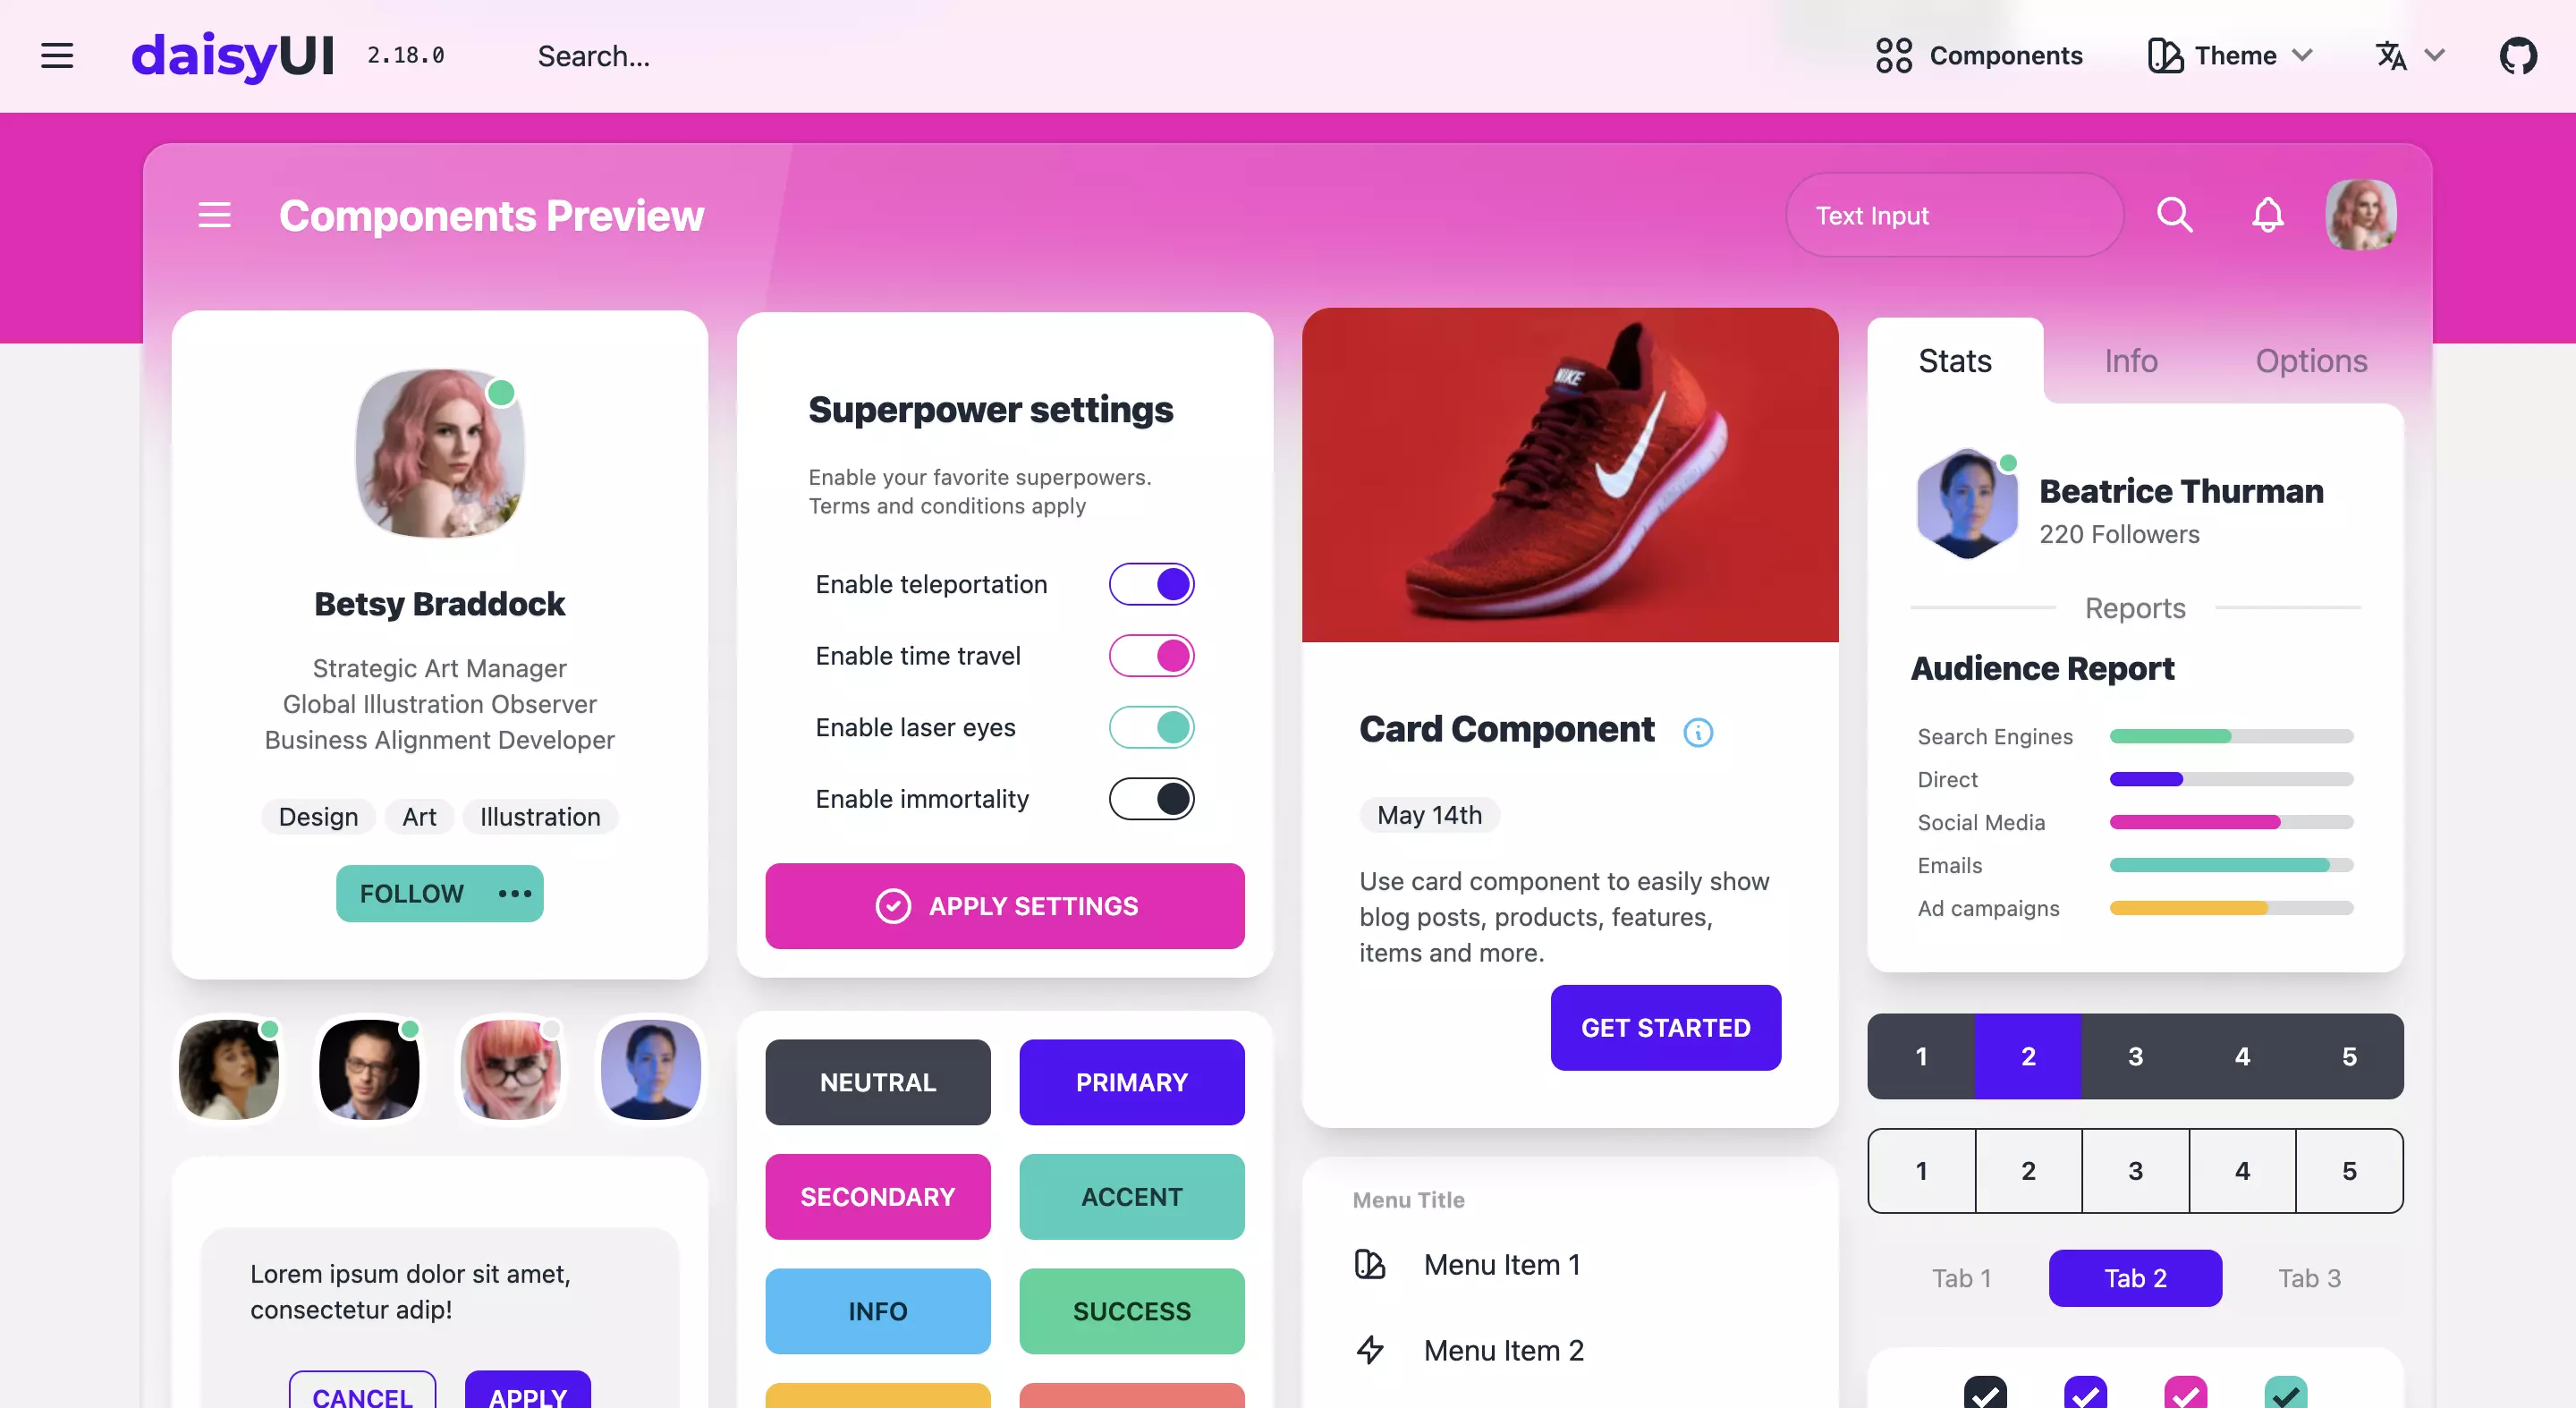 daisyUI 2.18.0 Search... Components Theme
Components Preview Text Input
Betsy Braddock
Strategic Art Manager
Global Illustration Observer
Business Alignment Developer
Design Art Illustration
FOLLOW
Lorem ipsum dolor sit amet,
consectetur adip!
CANCEL APPLY
Superpower settings
Enable your favorite superpowers.
Terms and conditions apply
Enable teleportation
Enable time travel
Enable laser eyes
Enable immortality
APPLY SETTINGS
NEUTRAL PRIMARY
SECONDARY ACCENT
INFO SUCCESS
NIKE
Card Component
May 14th
Use card component to easily show
blog posts, products, features,
items and more.
GET STARTED
Menu Title
Menu Item 1
Menu Item 2
Stats Info Options
Beatrice Thurman
220 Followers
Reports
Audience Report
Search Engines
Direct
Social Media
Emails
Ad campaigns
1 2 3 4 5
1 2 3 4 5
Tab 1 Tab 2 Tab 3